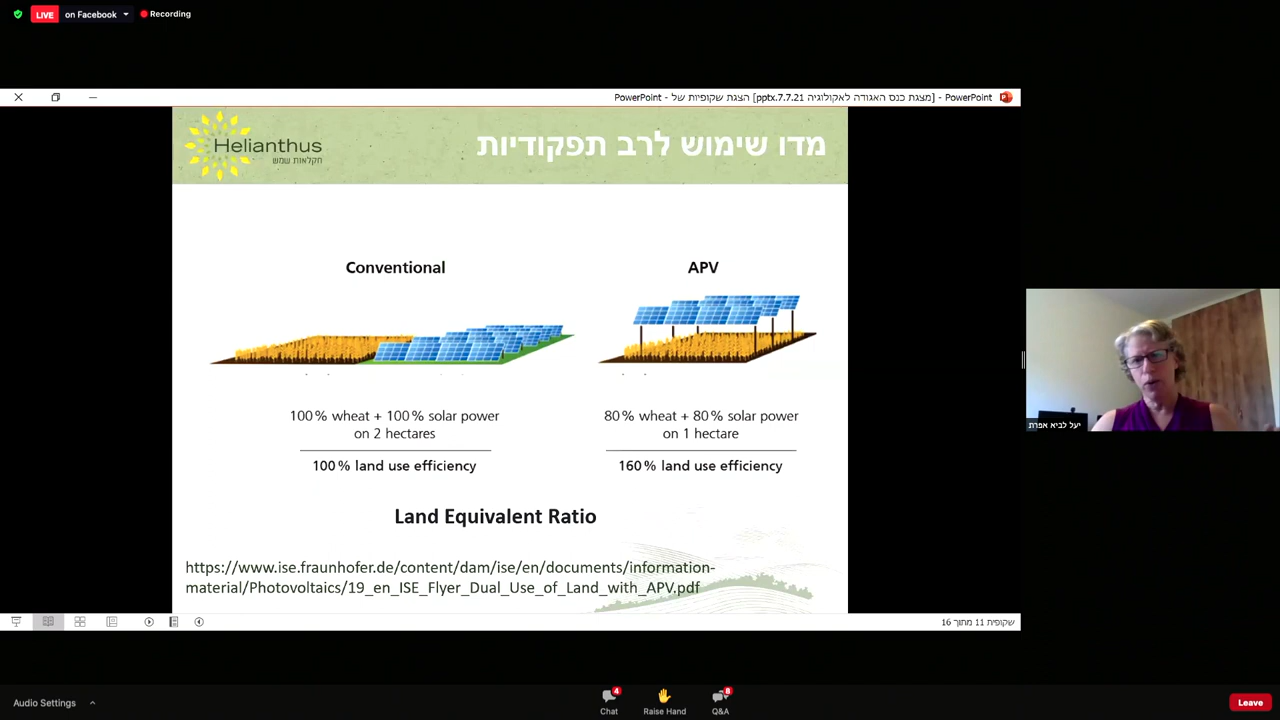 LIVE on Facebook Recording
PowerPoint - [מצגת כנס האגודה לאקולוגיה 7.7.21.pptx] הצגת שקופיות של - PowerPoint
Helianthus
חקלאות שמש
מדו שימוש לרב תפקודיות
Conventional
APV
100% wheat + 100% solar power
on 2 hectares
100% land use efficiency
80% wheat + 80% solar power
on 1 hectare
160% land use efficiency
Land Equivalent Ratio
https://www.ise.fraunhofer.de/content/dam/ise/en/documents/information-
material/Photovoltaics/19_en_ISE_Flyer_Dual_Use_of_Land_with_APV.pdf
שקופית 11 מתוך 16
יעל לביא אפרת
Audio Settings
4
Chat
Raise Hand
8
Q&A
Leave